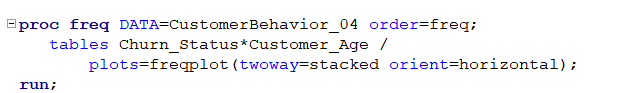 proc freq DATA=CustomerBehavior_04 order=freq;
tables Churn_Status*Customer_Age /
plots=freqplot(twoway=stacked orient=horizontal);
run;